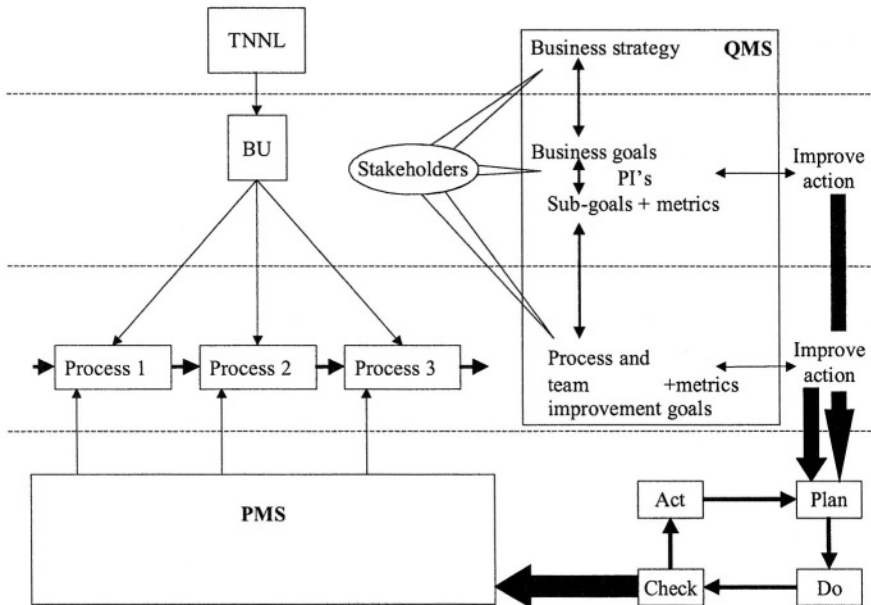 TNNL
Business strategy QMS
BU
Stakeholders
Business goals
PI's
Sub-goals + metrics
Improve
action
Process 1
Process 2
Process 3
Process and
team +metrics
improvement goals
Improve
action
PMS
Act
Plan
Check
Do